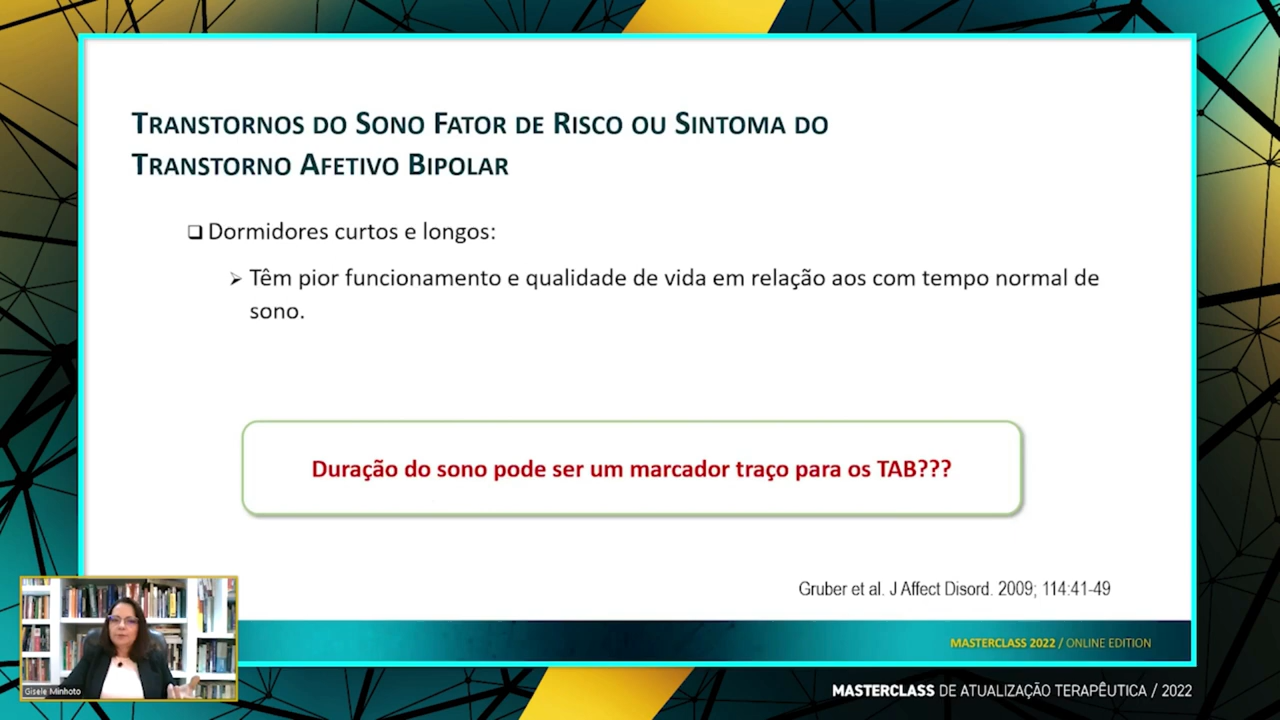 TRANSTORNOS DO SONO FATOR DE RISCO OU SINTOMA DO
TRANSTORNO AFETIVO BIPOLAR
Dormidores curtos e longos:
Têm pior funcionamento e qualidade de vida em relação aos com tempo normal de
sono.
Duração do sono pode ser um marcador traço para os TAB???
Gruber et al. J Affect Disord. 2009; 114:41-49
MASTERCLASS 2022 / ONLINE EDITION
Gisele Minhoto
MASTERCLASS DE ATUALIZAÇÃO TERAPÊUTICA / 2022